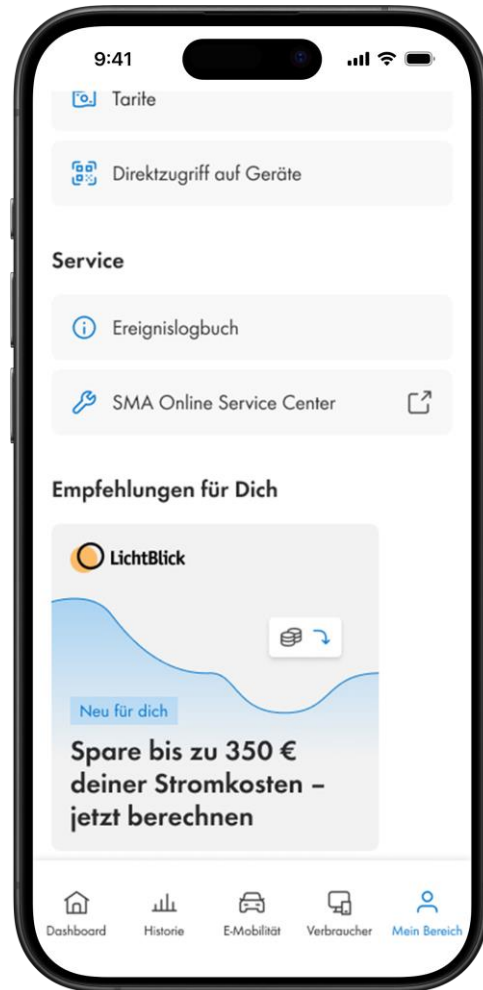 9:41
Tarife
Direktzugriff auf Geräte
Service
Ereignislogbuch
SMA Online Service Center
Empfehlungen für Dich
LichtBlick
Neu für dich
Spare bis zu 350 €
deiner Stromkosten –
jetzt berechnen
Dashboard
Historie
E-Mobilität
Verbraucher
Mein Bereich